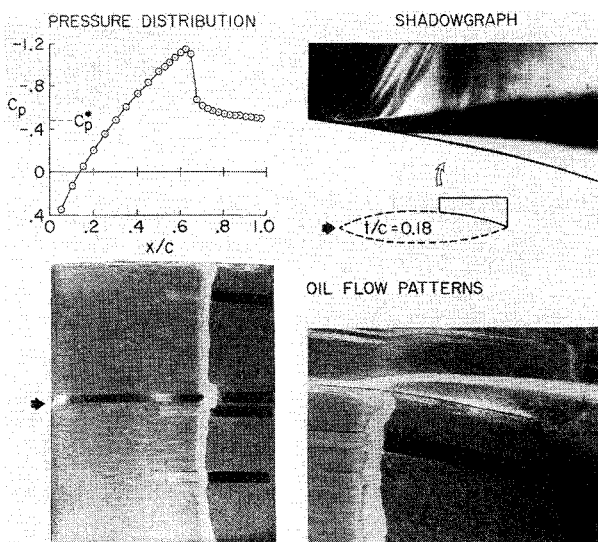 PRESSURE DISTRIBUTION
-1.2
-.8
-.4
0
.4
Cp
Cp*
0 .2 .4 .6 .8 1.0
x/c
SHADOWGRAPH
t/c = 0.18
OIL FLOW PATTERNS